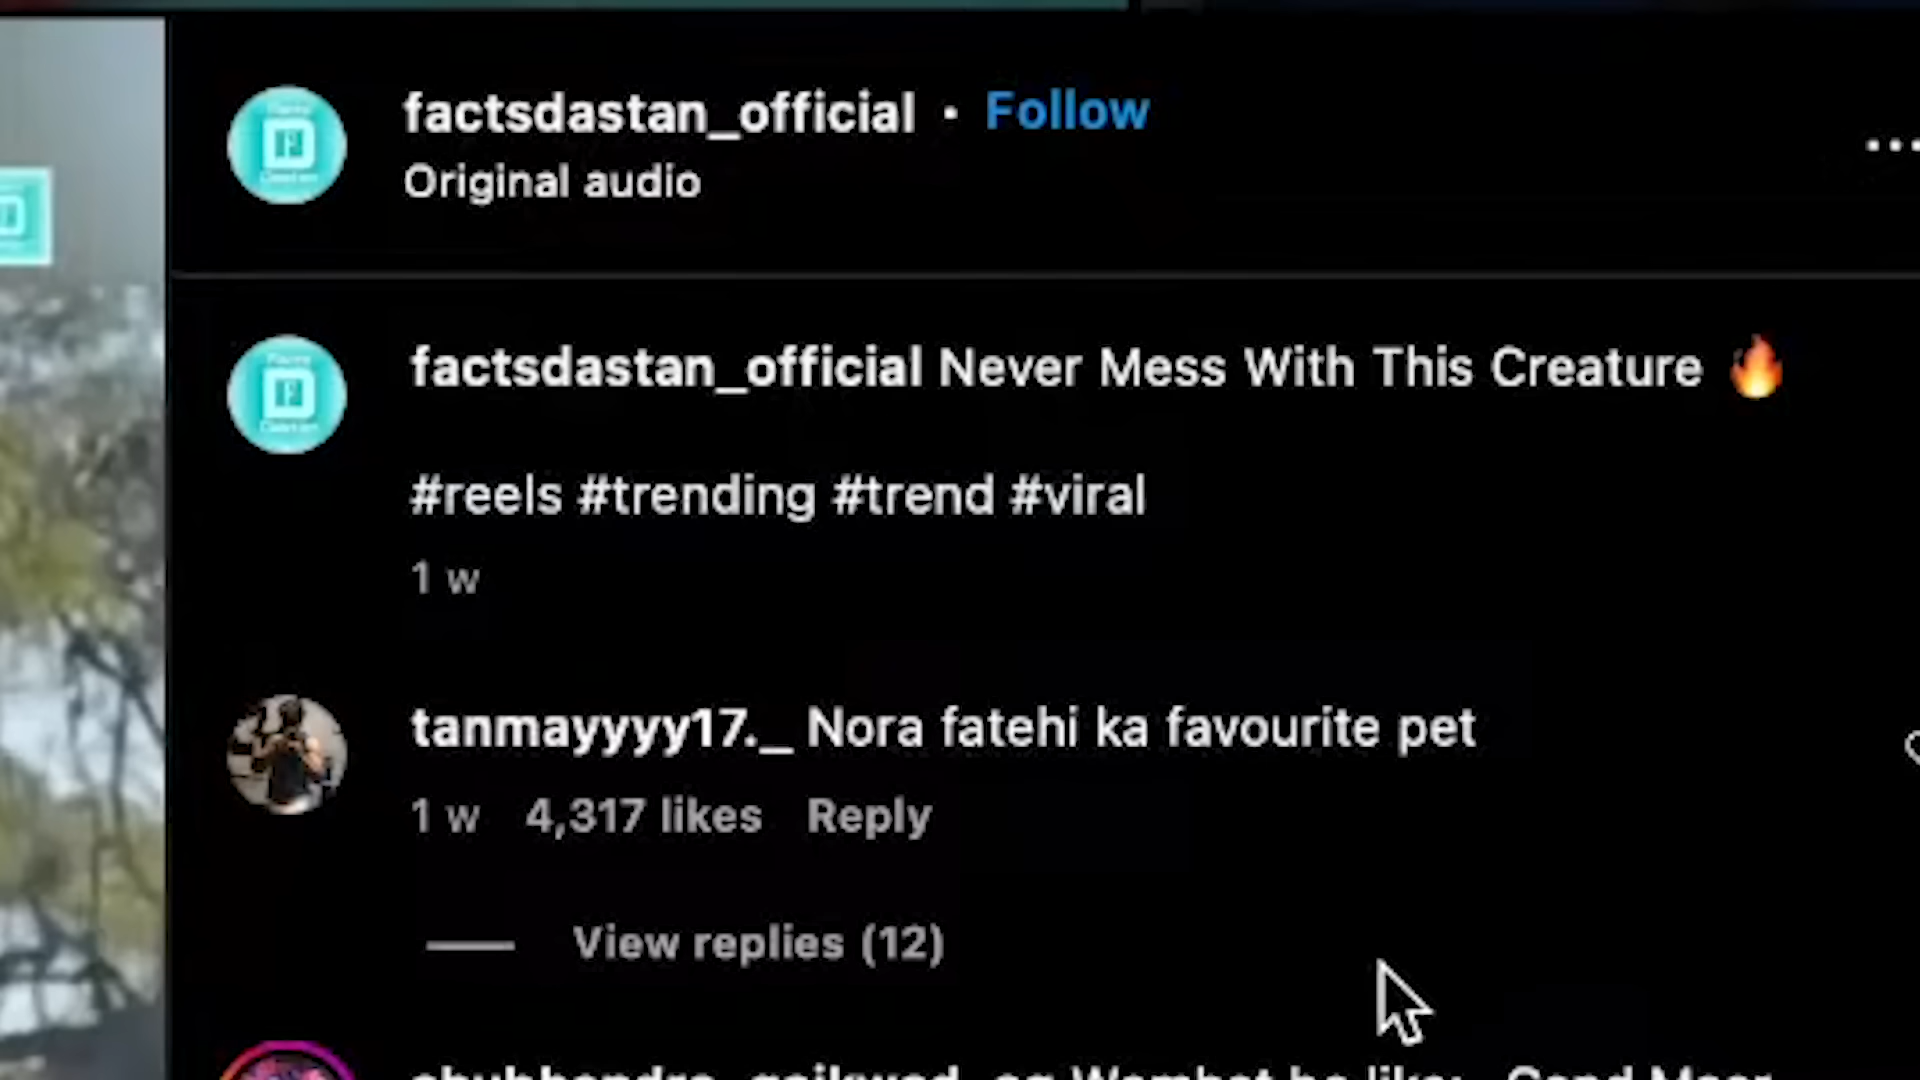 factsdastan_official • Follow
Original audio
factsdastan_official Never Mess With This Creature 🔥
#reels #trending #trend #viral
1 w
tanmayyyy17._ Nora fatehi ka favourite pet
1 w 4,317 likes Reply
View replies (12)